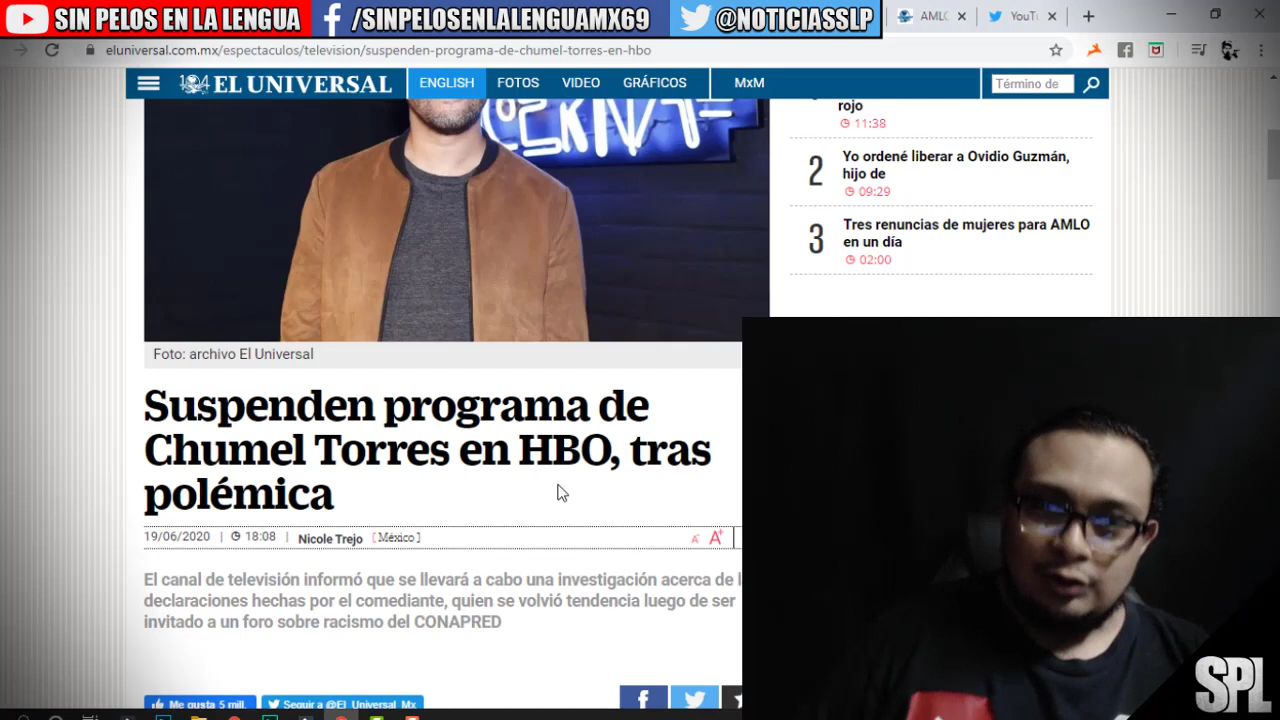 SIN PELOS EN LA LENGUA
/SINPELOSENLALENGUAMX69
@NOTICIASSLP
AMLO
YouT
eluniversal.com.mx/espectaculos/television/suspenden-programa-de-chumel-torres-en-hbo
EL UNIVERSAL
ENGLISH
FOTOS
VIDEO
GRÁFICOS
MxM
Término de
rojo
11:38
2
Yo ordené liberar a Ovidio Guzmán,
hijo de
09:29
3
Tres renuncias de mujeres para AMLO
en un día
02:00
Foto: archivo El Universal
Suspenden programa de
Chumel Torres en HBO, tras
polémica
19/06/2020 | 18:08 | Nicole Trejo [México]
A- A+
El canal de televisión informó que se llevará a cabo una investigación acerca de l
declaraciones hechas por el comediante, quien se volvió tendencia luego de ser
invitado a un foro sobre racismo del CONAPRED
Me gusta 5 mill.
Seguir a @El_Universal_Mx
SPL